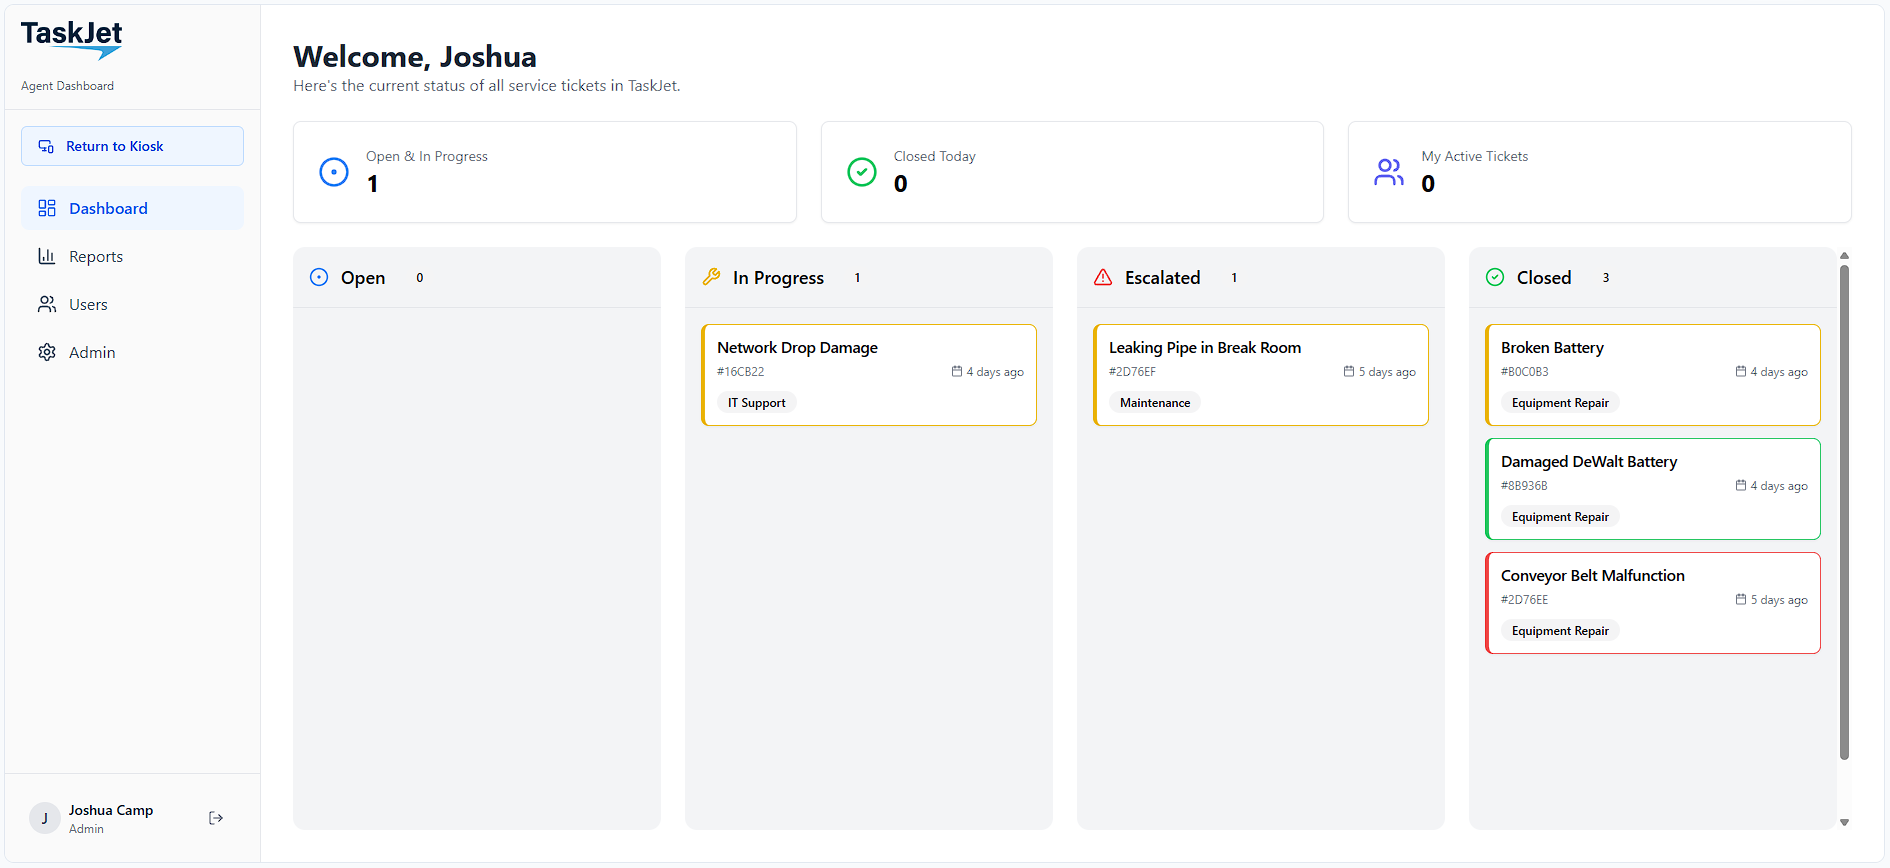 TaskJet
Agent Dashboard
Return to Kiosk
Dashboard
Reports
Users
Admin
J
Joshua Camp
Admin
Welcome, Joshua
Here's the current status of all service tickets in TaskJet.
Open & In Progress
1
Closed Today
0
My Active Tickets
0
Open 0
In Progress 1
Network Drop Damage
#16CB22 4 days ago
IT Support
Escalated 1
Leaking Pipe in Break Room
#2D76EF 5 days ago
Maintenance
Closed 3
Broken Battery
#B0C0B3 4 days ago
Equipment Repair
Damaged DeWalt Battery
#8B936B 4 days ago
Equipment Repair
Conveyor Belt Malfunction
#2D76EE 5 days ago
Equipment Repair